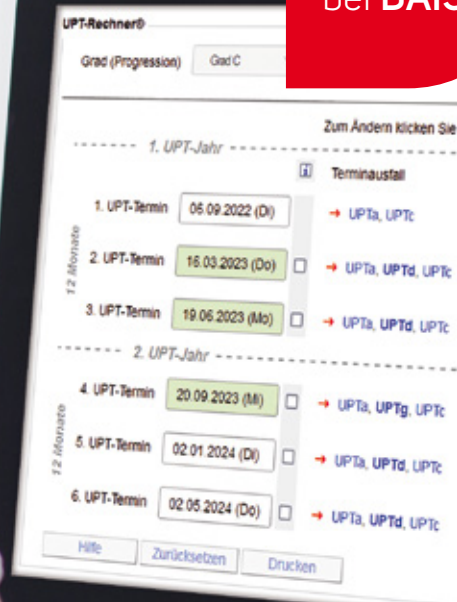 bei BAIS
UPT-Rechner®
Grad (Progression) Grad C
Zum Ändern klicken Sie
1. UPT-Jahr
i Terminausfall
12 Monate
1. UPT-Termin 06.09.2022 (Di) → UPTa, UPTc
2. UPT-Termin 16.03.2023 (Do) → UPTa, UPTd, UPTc
3. UPT-Termin 19.06.2023 (Mo) → UPTa, UPTd, UPTc
2. UPT-Jahr
12 Monate
4. UPT-Termin 20.09.2023 (Mi) → UPTa, UPTg, UPTc
5. UPT-Termin 02.01.2024 (Di) → UPTa, UPTd, UPTc
6. UPT-Termin 02.05.2024 (Do) → UPTa, UPTd, UPTc
Hilfe Zurücksetzen Drucken